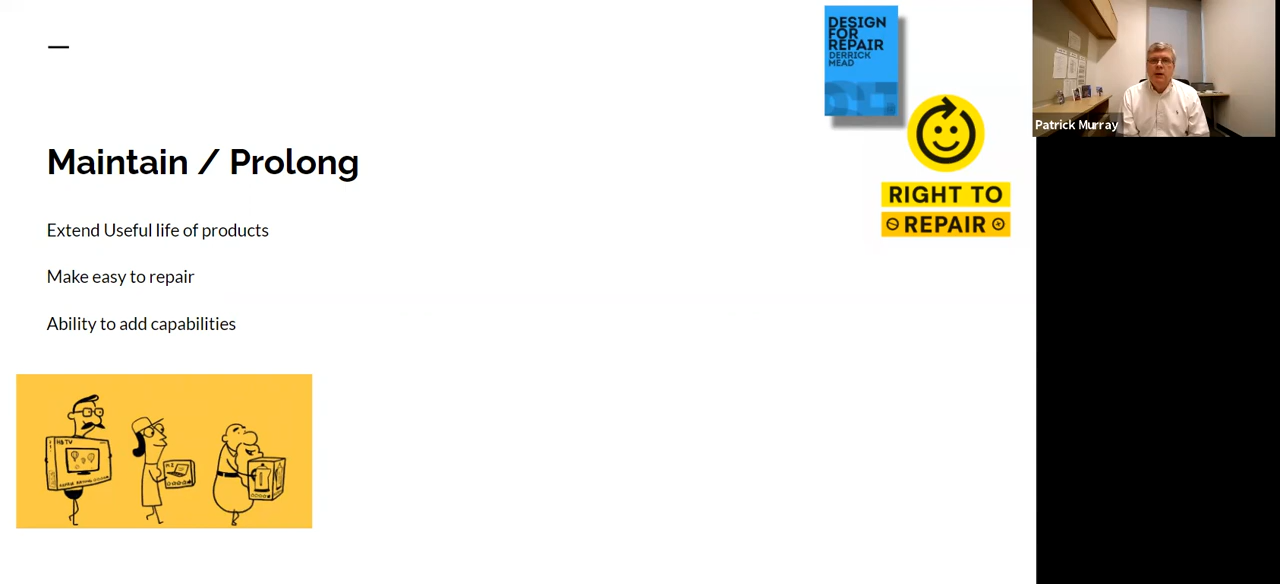 Maintain / Prolong
Extend Useful life of products
Make easy to repair
Ability to add capabilities
DESIGN
FOR
REPAIR
DERRICK
MEAD
RIGHT TO
REPAIR
Patrick Murray